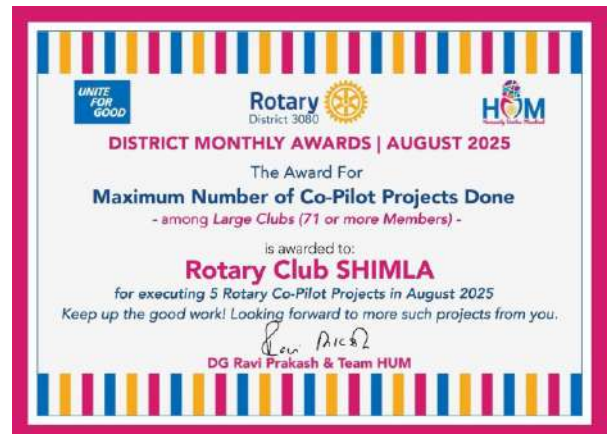 UNITE
FOR
GOOD
Rotary
District 3080
HUM
DISTRICT MONTHLY AWARDS | AUGUST 2025
The Award For
Maximum Number of Co-Pilot Projects Done
- among Large Clubs (71 or more Members) -
is awarded to:
Rotary Club SHIMLA
for executing 5 Rotary Co-Pilot Projects in August 2025
Keep up the good work! Looking forward to more such projects from you.
DG Ravi Prakash & Team HUM